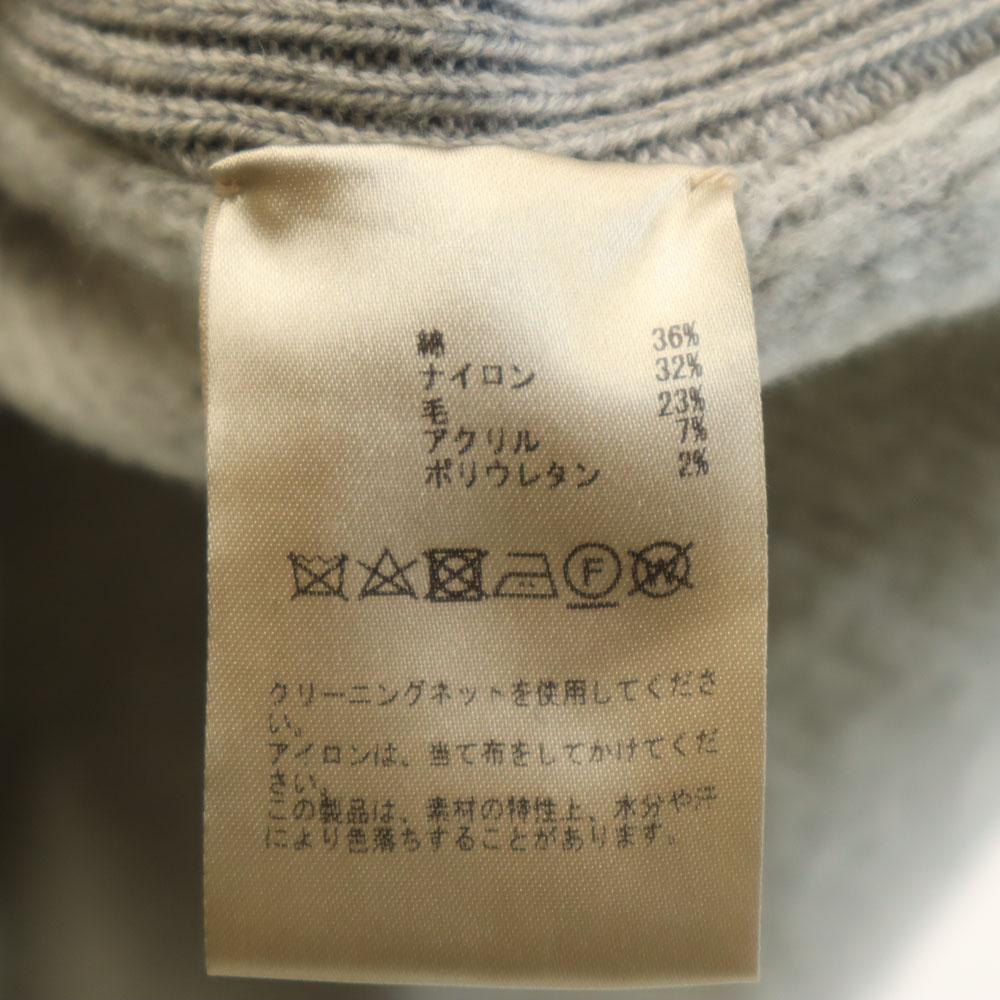 綿 36%
ナイロン 32%
毛 23%
アクリル 7%
ポリウレタン 2%
F W
クリーニングネットを使用してくださ
い。
アイロンは、当て布をしてかけてくだ
さい。
この製品は、素材の特性上、水分や汗
により色落ちすることがあります。